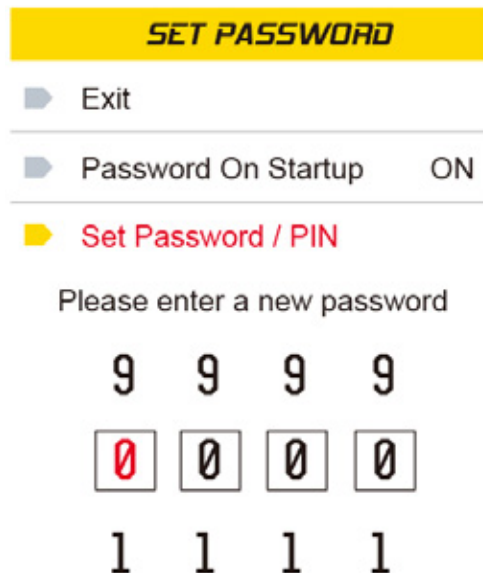 SET PASSWORD
Exit
Password On Startup ON
Set Password / PIN
Please enter a new password
9 9 9 9
0 0 0 0
1 1 1 1